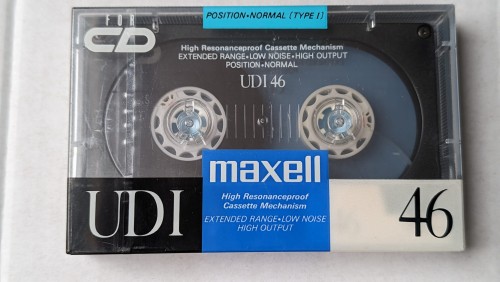 FOR
CD
POSITION•NORMAL [TYPE I]
High Resonanceproof Cassette Mechanism
EXTENDED RANGE•LOW NOISE•HIGH OUTPUT
POSITION•NORMAL
UDI 46
maxell
High Resonanceproof
Cassette Mechanism
EXTENDED RANGE•LOW NOISE
HIGH OUTPUT
UDI
46